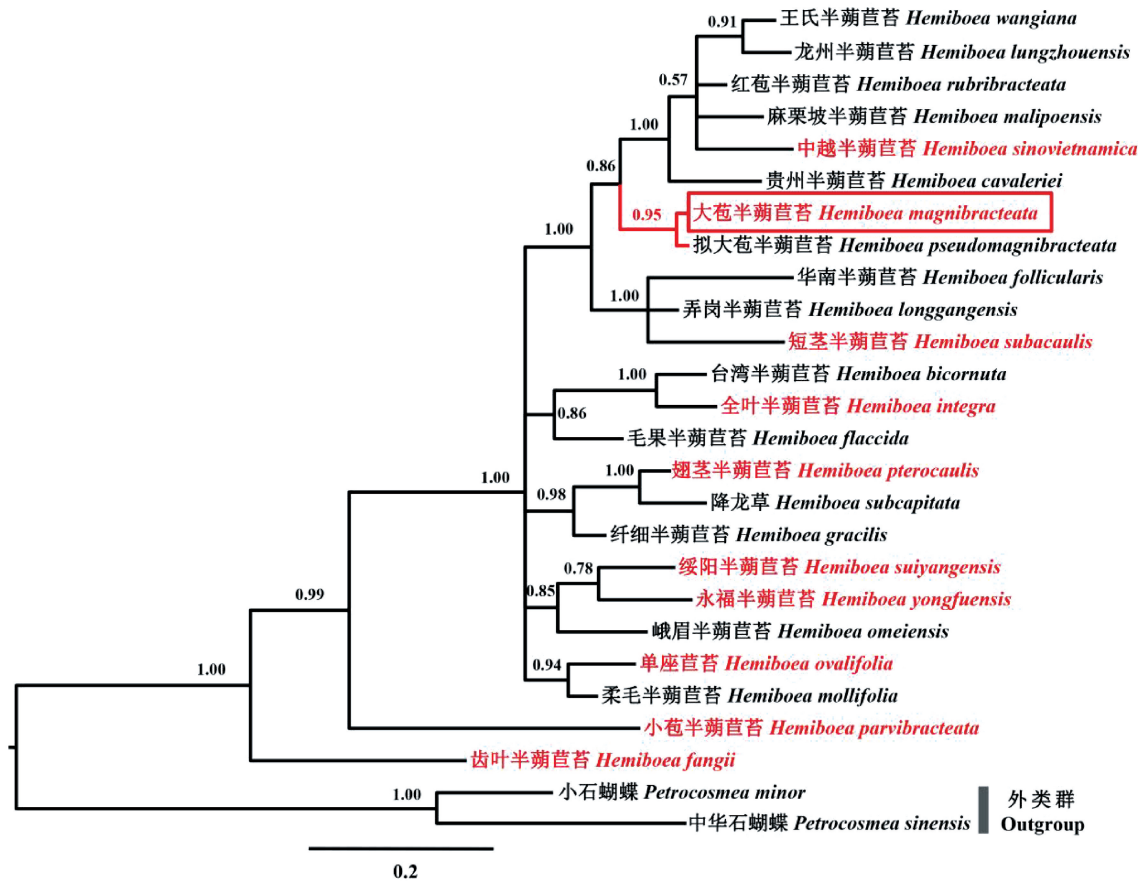 0.91
王氏半蒴苣苔 Hemiboea wangiana
龙州半蒴苣苔 Hemiboea lungzhouensis
0.57
红苞半蒴苣苔 Hemiboea rubribracteata
麻栗坡半蒴苣苔 Hemiboea malipoensis
1.00
中越半蒴苣苔 Hemiboea sinovietnamica
0.86
贵州半蒴苣苔 Hemiboea cavaleriei
0.95
大苞半蒴苣苔 Hemiboea magnibracteata
1.00
拟大苞半蒴苣苔 Hemiboea pseudomagnibracteata
华南半蒴苣苔 Hemiboea follicularis
1.00
弄岗半蒴苣苔 Hemiboea longgangensis
短茎半蒴苣苔 Hemiboea subacaulis
1.00
台湾半蒴苣苔 Hemiboea bicornuta
全叶半蒴苣苔 Hemiboea integra
0.86
毛果半蒴苣苔 Hemiboea flaccida
1.00
1.00
翅茎半蒴苣苔 Hemiboea pterocaulis
0.98
降龙草 Hemiboea subcapitata
纤细半蒴苣苔 Hemiboea gracilis
0.78
绥阳半蒴苣苔 Hemiboea suiyangensis
0.85
永福半蒴苣苔 Hemiboea yongfuensis
0.99
峨眉半蒴苣苔 Hemiboea omeiensis
1.00
0.94
单座苣苔 Hemiboea ovalifolia
柔毛半蒴苣苔 Hemiboea mollifolia
小苞半蒴苣苔 Hemiboea parvibracteata
齿叶半蒴苣苔 Hemiboea fangii
1.00
小石蝴蝶 Petrocosmea minor
中华石蝴蝶 Petrocosmea sinensis
外类群
Outgroup
0.2